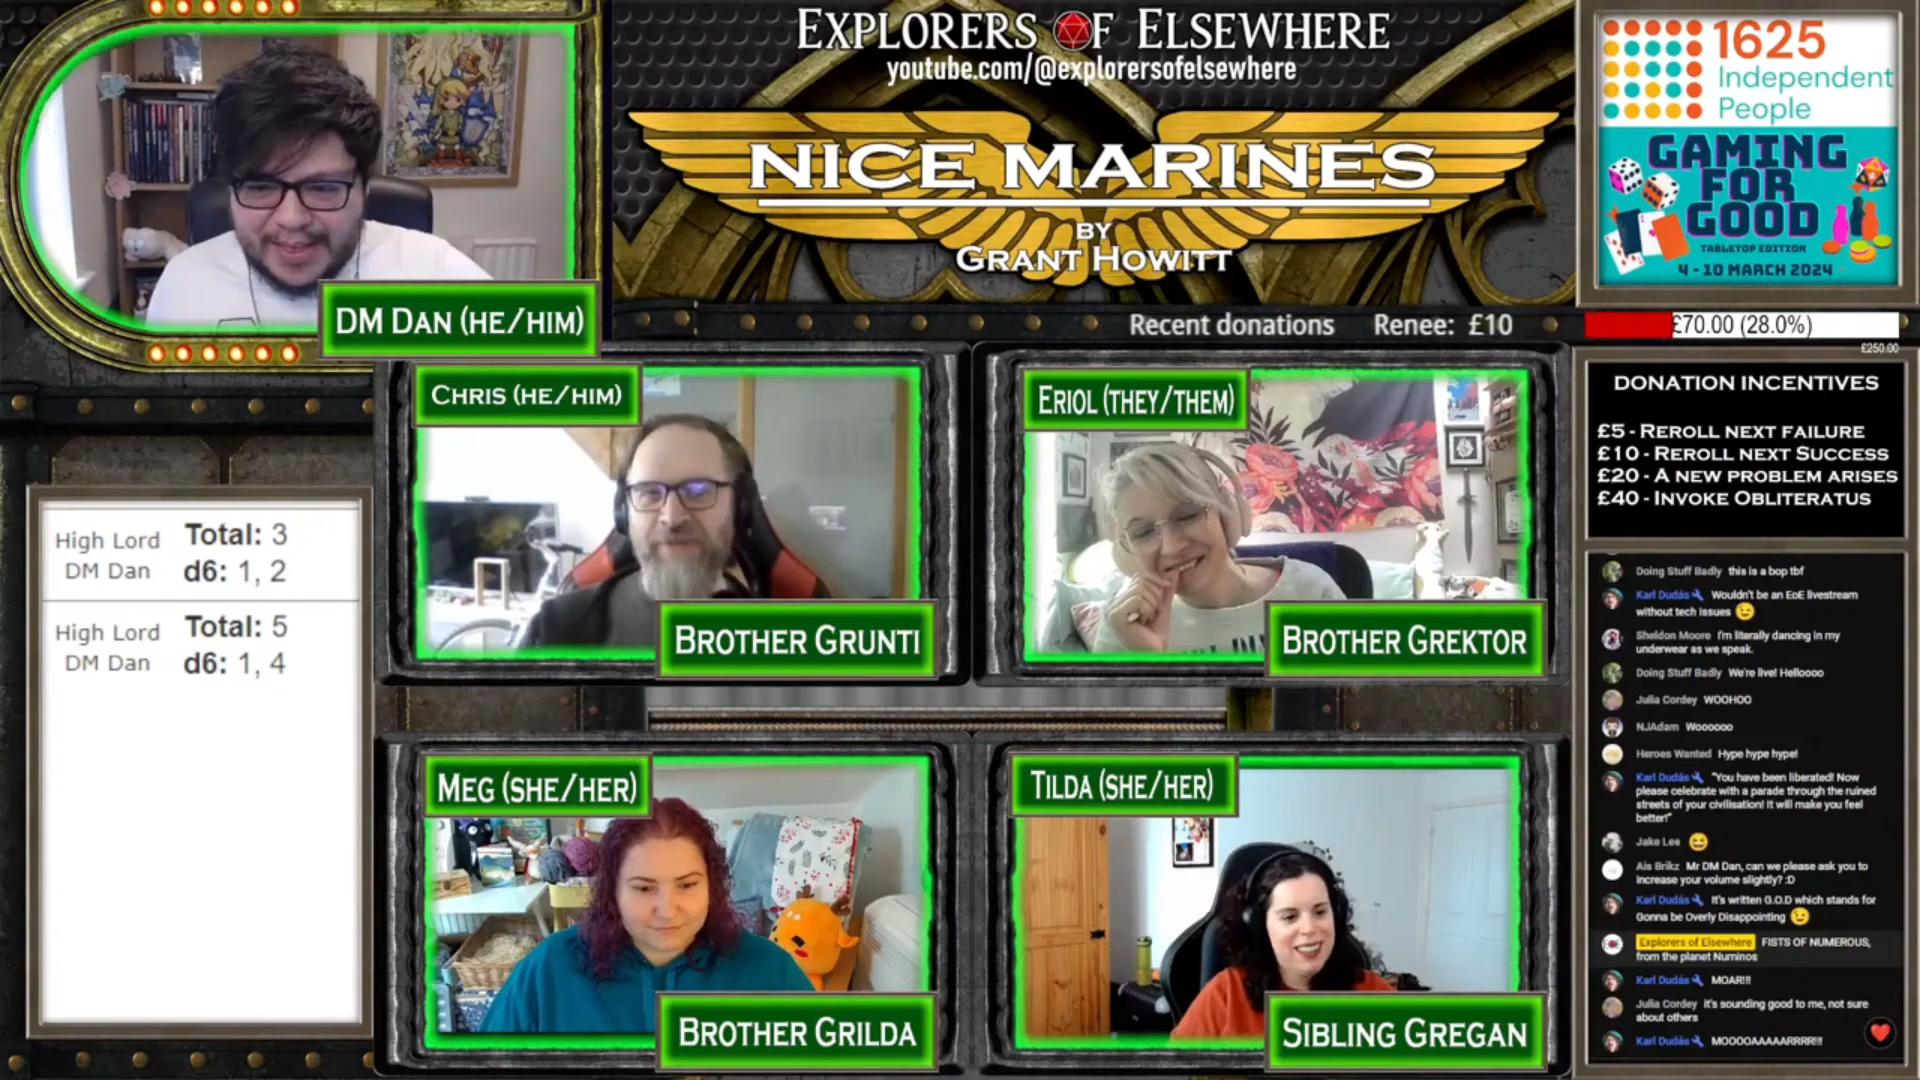 EXPLORERS OF ELSEWHERE
youtube.com/@explorersofelsewhere
NICE MARINES
BY
GRANT HOWITT
1625
Independent
People
GAMING
FOR
GOOD
TABLETOP EDITION
4 - 10 MARCH 2024
DM DAN (HE/HIM)
Recent donations Renee: £10
£70.00 (28.0%)
£250.00
CHRIS (HE/HIM)
BROTHER GRUNTI
ERIOL (THEY/THEM)
BROTHER GREKTOR
High Lord DM Dan
Total: 3
d6: 1, 2
High Lord DM Dan
Total: 5
d6: 1, 4
MEG (SHE/HER)
BROTHER GRILDA
TILDA (SHE/HER)
SIBLING GREGAN
DONATION INCENTIVES
£5 - REROLL NEXT FAILURE
£10 - REROLL NEXT SUCCESS
£20 - A NEW PROBLEM ARISES
£40 - INVOKE OBLITERATUS
Doing Stuff Badly this is a bop tbf
Karl Dudás Wouldn't be an EoE livestream
without tech issues 😉
Sheldon Moore I'm literally dancing in my
underwear as we speak.
Doing Stuff Badly We're live! Helloooo
Julia Cordey WOOHOO
NJAdam Woooooo
Heroes Wanted Hype hype hype!
Karl Dudás "You have been liberated! Now
please celebrate with a parade through the ruined
streets of your civilisation! It will make you feel
better!"
Jake Lee 😆
Ais Brikz Mr DM Dan, can we please ask you to
increase your volume slightly? :D
Karl Dudás It's written G.O.D which stands for
Gonna be Overly Disappointing 😉
Explorers of Elsewhere FISTS OF NUMEROUS,
from the planet Numinos
Karl Dudás MOAR!!!
Julia Cordey it's sounding good to me, not sure
about others
Karl Dudás MOOOOAAAAARRRR!!!